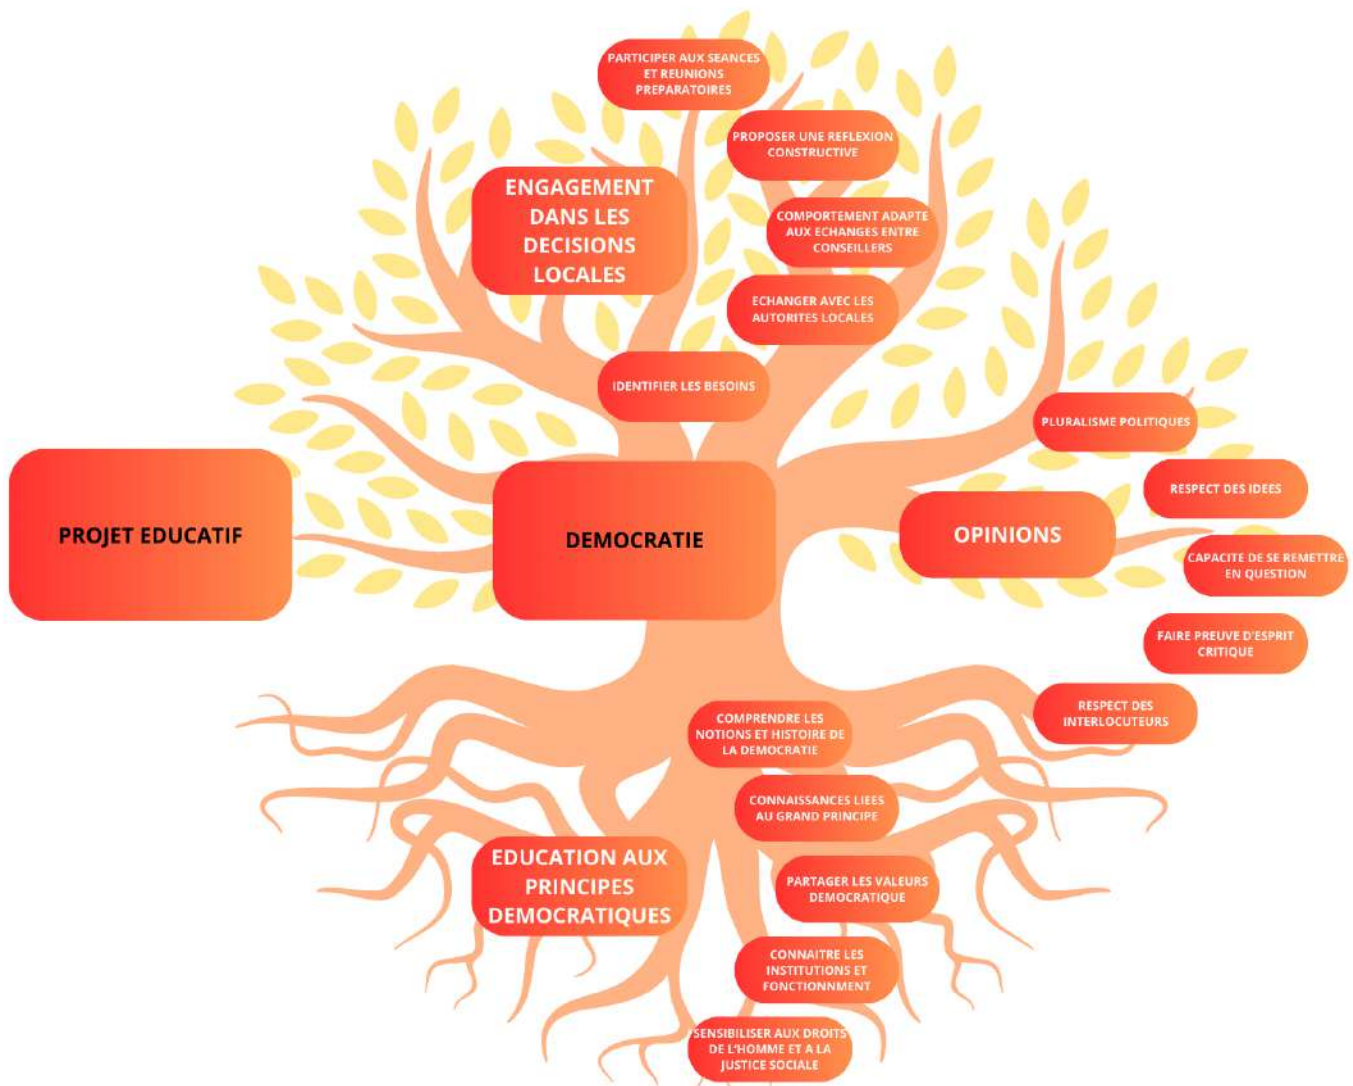 PARTICIPER AUX SEANCES
ET REUNIONS
PREPARATOIRES
PROPOSER UNE REFLEXION
CONSTRUCTIVE
ENGAGEMENT
DANS LES
DECISIONS
LOCALES
COMPORTEMENT ADAPTE
AUX ECHANGES ENTRE
CONSEILLERS
ECHANGER AVEC LES
AUTORITES LOCALES
IDENTIFIER LES BESOINS
PROJET EDUCATIF
DEMOCRATIE
OPINIONS
PLURALISME POLITIQUES
RESPECT DES IDEES
CAPACITE DE SE REMETTRE
EN QUESTION
FAIRE PREUVE D'ESPRIT
CRITIQUE
RESPECT DES
INTERLOCUTEURS
EDUCATION AUX
PRINCIPES
DEMOCRATIQUES
COMPRENDRE LES
NOTIONS ET HISTOIRE DE
LA DEMOCRATIE
CONNAISSANCES LIEES
AU GRAND PRINCIPE
PARTAGER LES VALEURS
DEMOCRATIQUE
CONNAITRE LES
INSTITUTIONS ET
FONCTIONNMENT
SENSIBILISER AUX DROITS
DE L'HOMME ET A LA
JUSTICE SOCIALE